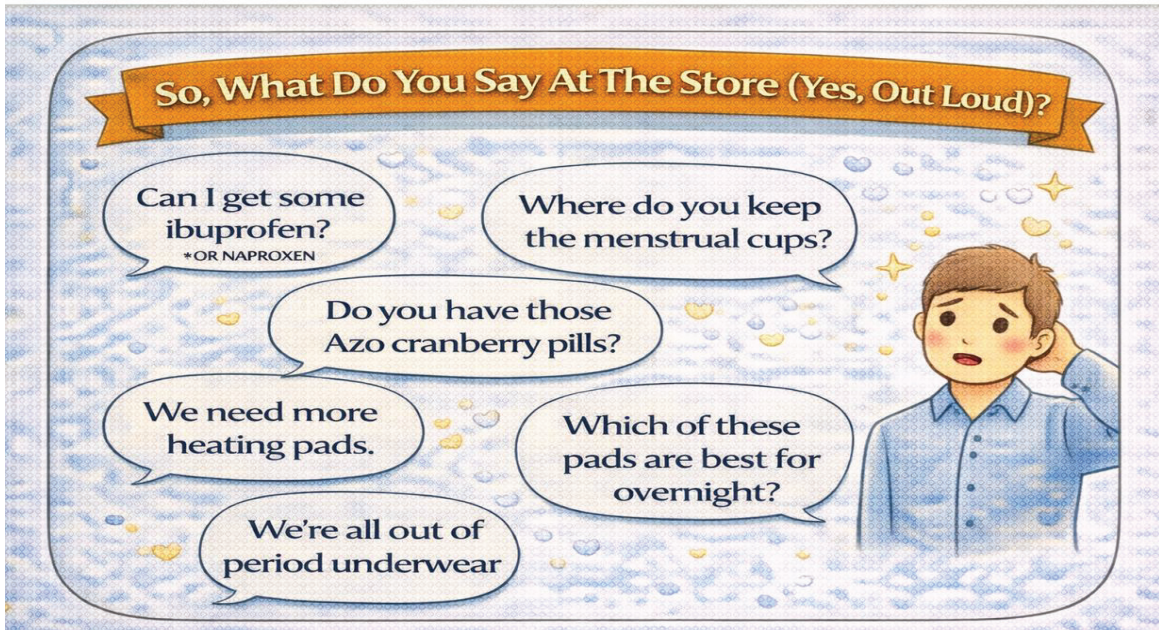 So, What Do You Say At The Store (Yes, Out Loud)?
Can I get some
ibuprofen?
*OR NAPROXEN
Where do you keep
the menstrual cups?
Do you have those
Azo cranberry pills?
We need more
heating pads.
Which of these
pads are best for
overnight?
We're all out of
period underwear